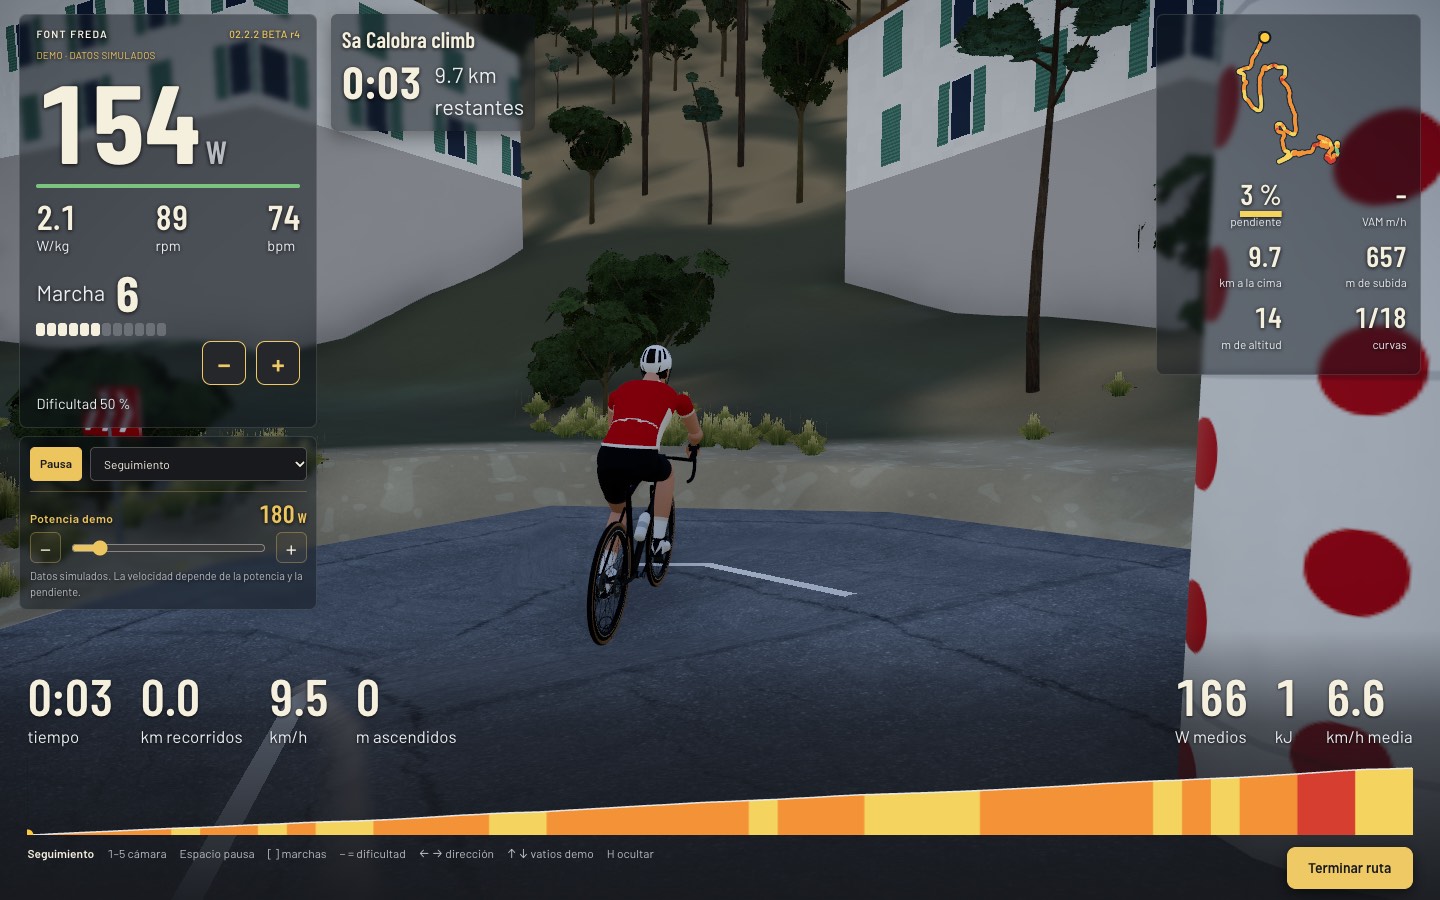 FONT FREDA
02.2.2 BETA r4
DEMO · DATOS SIMULADOS
154 W
2.1
W/kg
89
rpm
74
bpm
Marcha 6
− +
Dificultad 50 %
Pausa
Seguimiento
Potencia demo
180 W
− +
Datos simulados. La velocidad depende de la potencia y la
pendiente.
Sa Calobra climb
0:03
9.7 km
restantes
3 %
pendiente
–
VAM m/h
9.7
km a la cima
657
m de subida
14
m de altitud
1/18
curvas
0:03
tiempo
0.0
km recorridos
9.5
km/h
0
m ascendidos
166
W medios
1
kJ
6.6
km/h media
Seguimiento 1–5 cámara Espacio pausa [ ] marchas − = dificultad ← → dirección ↑ ↓ vatios demo H ocultar
Terminar ruta